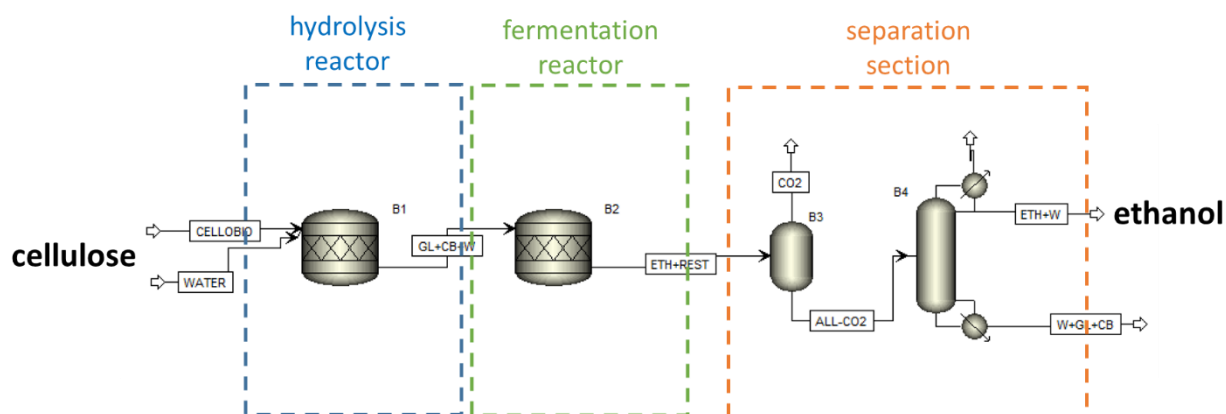 hydrolysis
reactor
fermentation
reactor
separation
section
cellulose
CELLOBIO
WATER
B1
GL+CB+W
B2
ETH+REST
CO2
B3
ALL-CO2
B4
ETH+W
ethanol
W+GL+CB